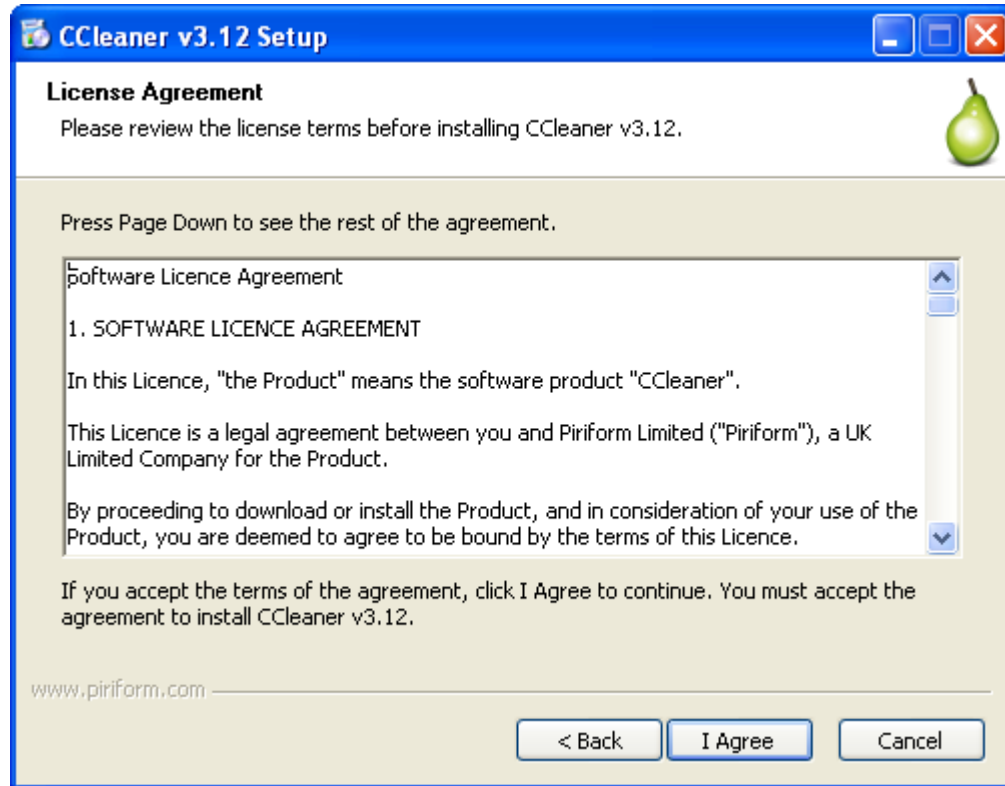 CCleaner v3.12 Setup
License Agreement
Please review the license terms before installing CCleaner v3.12.
Press Page Down to see the rest of the agreement.
Software Licence Agreement
1. SOFTWARE LICENCE AGREEMENT
In this Licence, "the Product" means the software product "CCleaner".
This Licence is a legal agreement between you and Piriform Limited ("Piriform"), a UK
Limited Company for the Product.
By proceeding to download or install the Product, and in consideration of your use of the
Product, you are deemed to agree to be bound by the terms of this Licence.
If you accept the terms of the agreement, click I Agree to continue. You must accept the
agreement to install CCleaner v3.12.
www.piriform.com
< Back
I Agree
Cancel